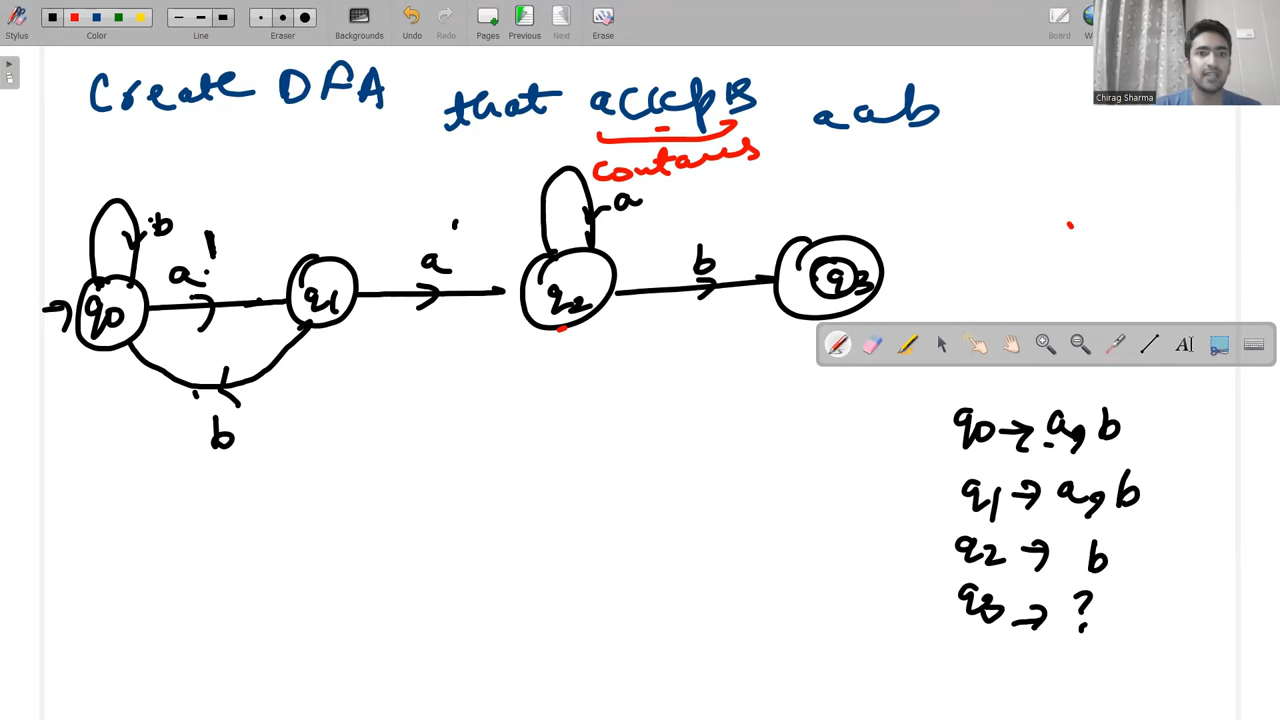 Stylus
Color
Line
Eraser
Backgrounds
Undo
Redo
Pages
Previous
Next
Erase
Board
Chirag Sharma
Create DFA that accepts aab
contains
b
a
a
a
b
q0
q1
q2
q3
b
q0 → a, b
q1 → a, b
q2 → b
q3 → ?